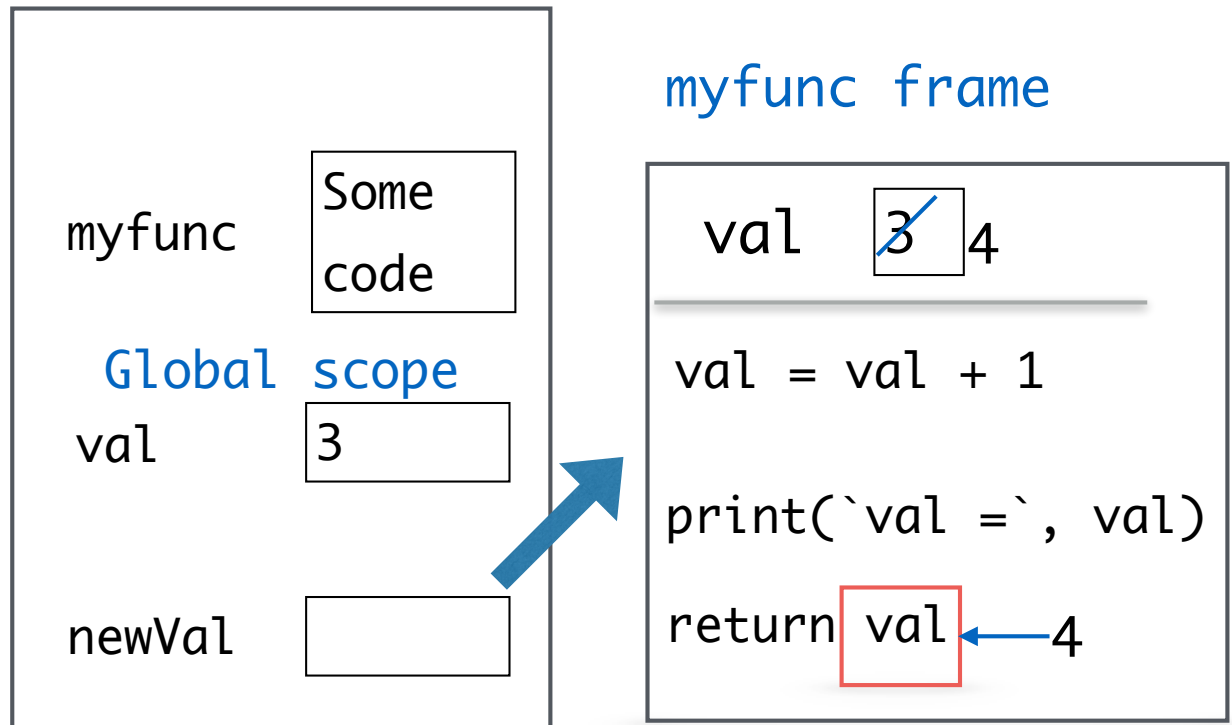 myfunc
Some
code
Global scope
val 3
newVal
myfunc frame
val 3 4
val = val + 1
print(`val =`, val)
return val 4